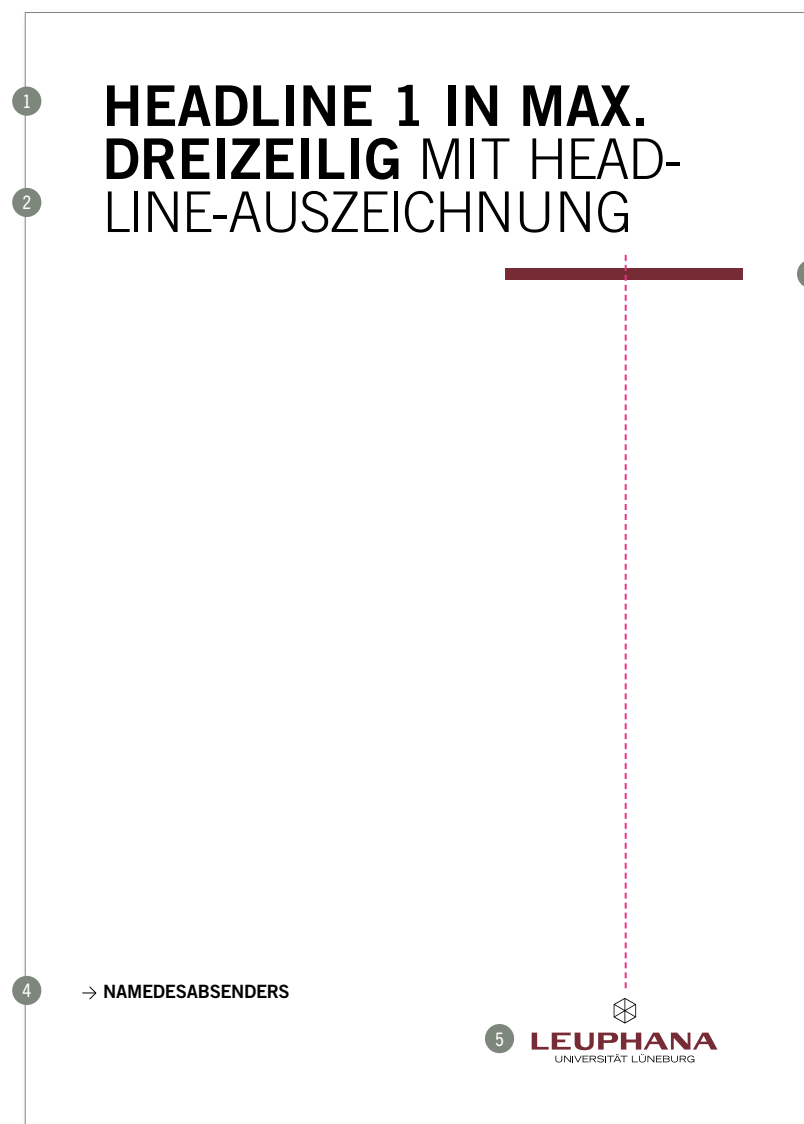 1
HEADLINE 1 IN MAX.
DREIZEILIG MIT HEAD-
2
LINE-AUSZEICHNUNG
4
→ NAMEDESABSENDERS
5
LEUPHANA
UNIVERSITÄT LÜNEBURG